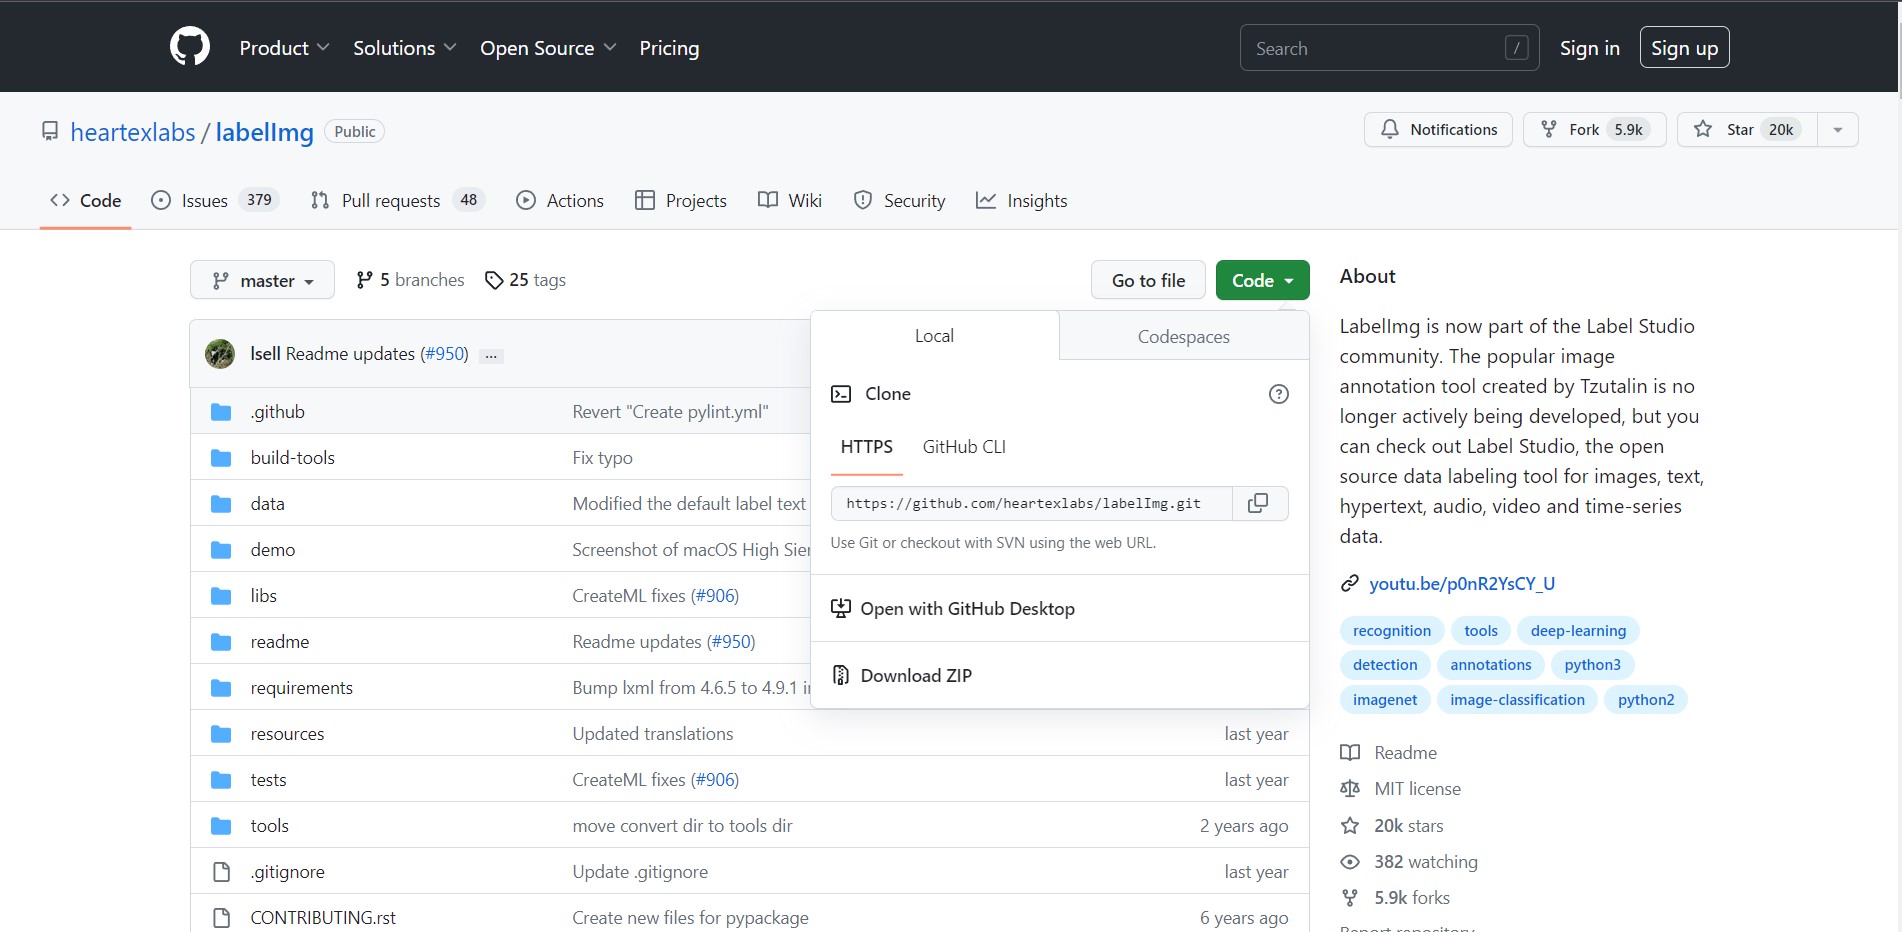 Product Solutions Open Source Pricing Search / Sign in Sign up
heartexlabs / labelImg Public Notifications Fork 5.9k Star 20k
Code Issues 379 Pull requests 48 Actions Projects Wiki Security Insights
master 5 branches 25 tags Go to file Code
lsell Readme updates (#950) ...
.github Revert "Create pylint.yml"
build-tools Fix typo
data Modified the default label text
demo Screenshot of macOS High Sier
libs CreateML fixes (#906)
readme Readme updates (#950)
requirements Bump lxml from 4.6.5 to 4.9.1 in
resources Updated translations last year
tests CreateML fixes (#906) last year
tools move convert dir to tools dir 2 years ago
.gitignore Update .gitignore last year
CONTRIBUTING.rst Create new files for pypackage 6 years ago
Local Codespaces
Clone
HTTPS GitHub CLI
https://github.com/heartexlabs/labelImg.git
Use Git or checkout with SVN using the web URL.
Open with GitHub Desktop
Download ZIP
About
LabelImg is now part of the Label Studio
community. The popular image
annotation tool created by Tzutalin is no
longer actively being developed, but you
can check out Label Studio, the open
source data labeling tool for images, text,
hypertext, audio, video and time-series
data.
youtu.be/p0nR2YsCY_U
recognition tools deep-learning
detection annotations python3
imagenet image-classification python2
Readme
MIT license
20k stars
382 watching
5.9k forks
Report repository